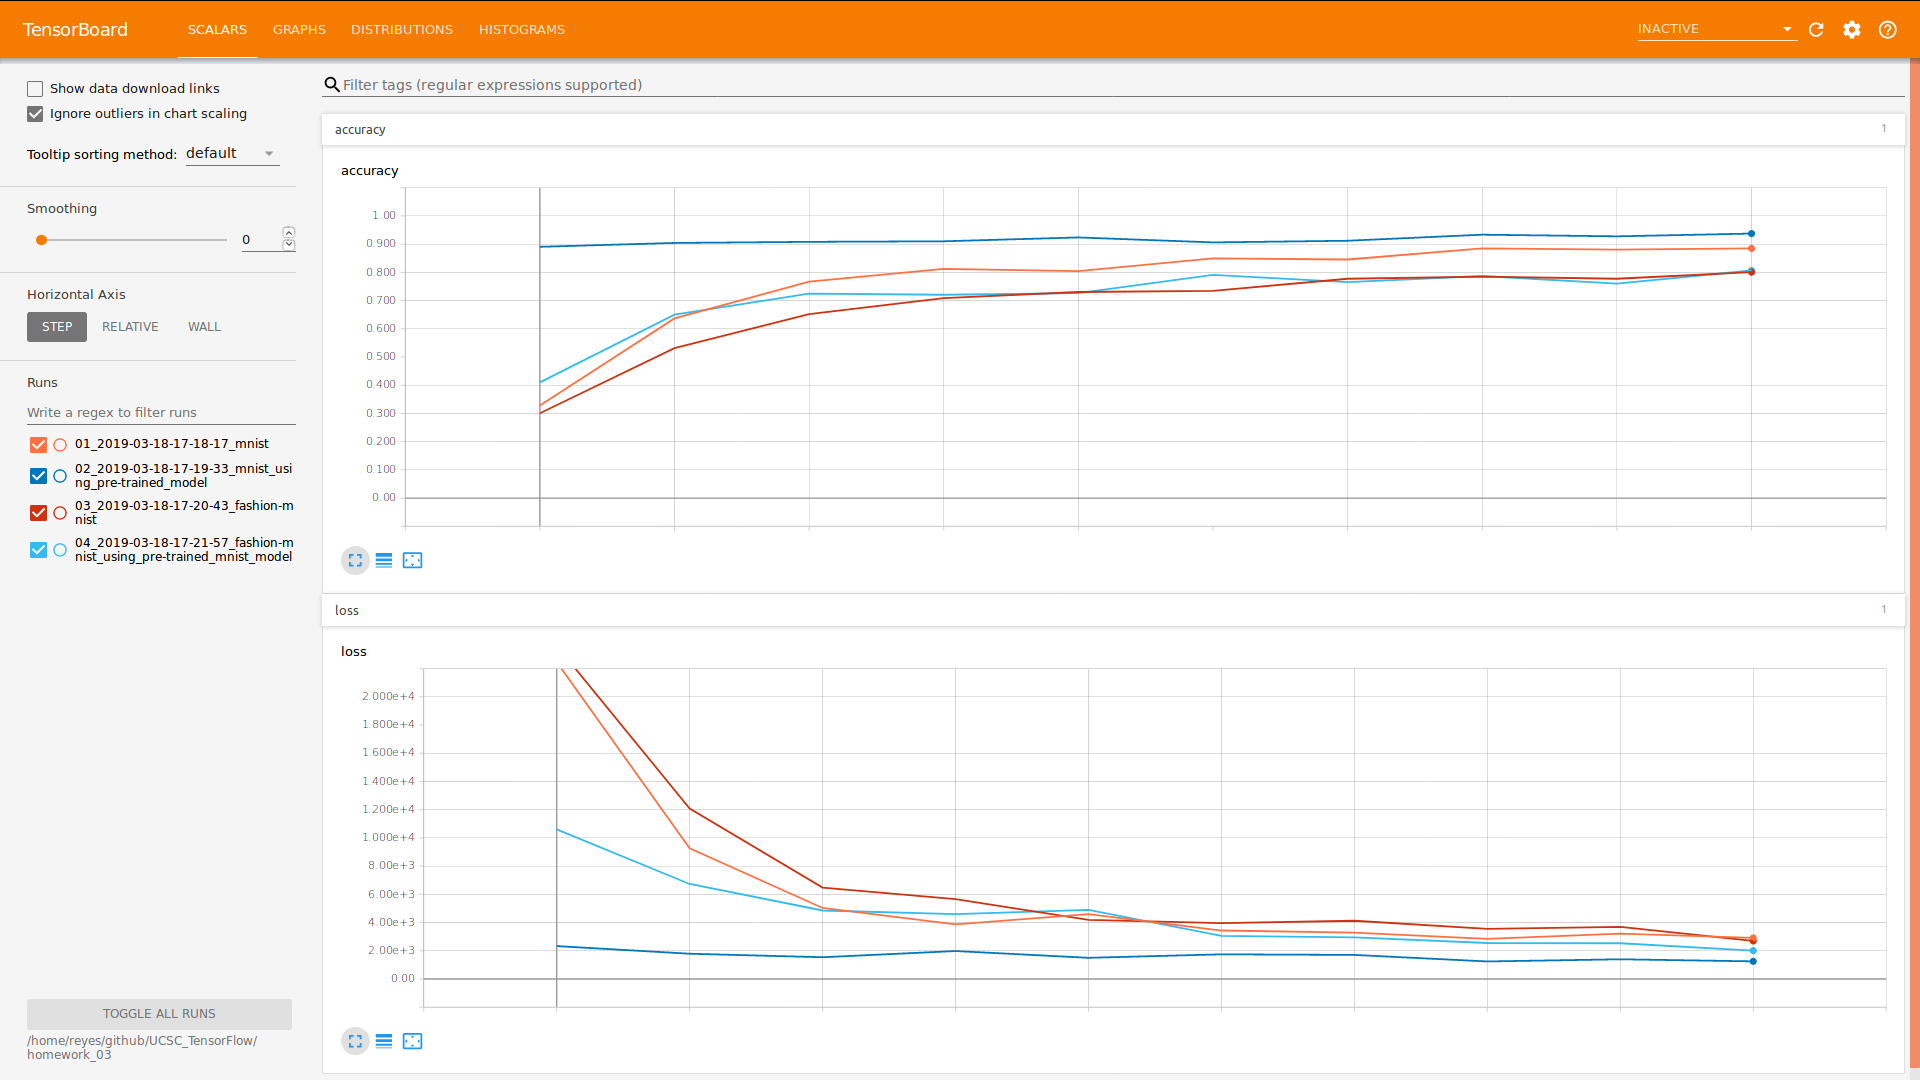 TensorBoard
SCALARS
GRAPHS
DISTRIBUTIONS
HISTOGRAMS
INACTIVE
Show data download links
Ignore outliers in chart scaling
Tooltip sorting method: default
Smoothing
0
Horizontal Axis
STEP
RELATIVE
WALL
Runs
Write a regex to filter runs
01_2019-03-18-17-18-17_mnist
02_2019-03-18-17-19-33_mnist_usi
ng_pre-trained_model
03_2019-03-18-17-20-43_fashion-m
nist
04_2019-03-18-17-21-57_fashion-m
nist_using_pre-trained_mnist_model
TOGGLE ALL RUNS
/home/reyes/github/UCSC_TensorFlow/
homework_03
Filter tags (regular expressions supported)
accuracy
1
accuracy
1.00
0.900
0.800
0.700
0.600
0.500
0.400
0.300
0.200
0.100
0.00
loss
1
loss
2.000e+4
1.800e+4
1.600e+4
1.400e+4
1.200e+4
1.000e+4
8.00e+3
6.00e+3
4.00e+3
2.00e+3
0.00